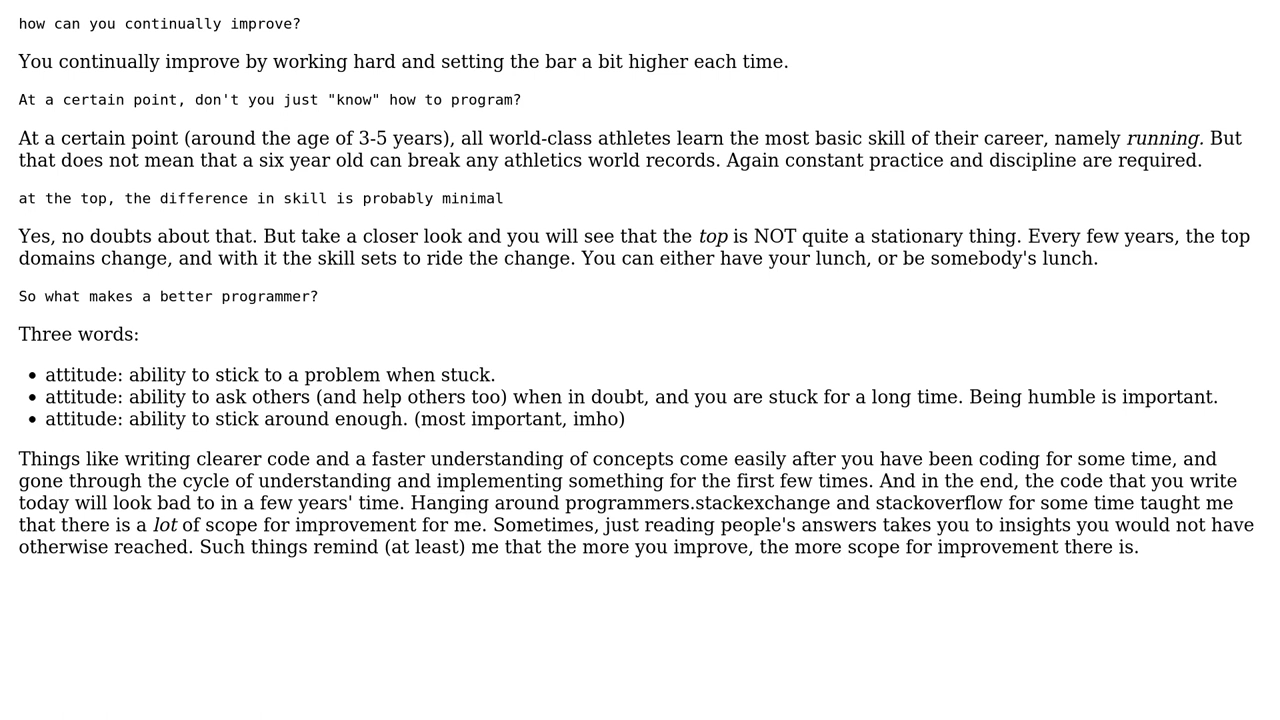 how can you continually improve?
You continually improve by working hard and setting the bar a bit higher each time.
At a certain point, don't you just "know" how to program?
At a certain point (around the age of 3-5 years), all world-class athletes learn the most basic skill of their career, namely running. But
that does not mean that a six year old can break any athletics world records. Again constant practice and discipline are required.
at the top, the difference in skill is probably minimal
Yes, no doubts about that. But take a closer look and you will see that the top is NOT quite a stationary thing. Every few years, the top
domains change, and with it the skill sets to ride the change. You can either have your lunch, or be somebody's lunch.
So what makes a better programmer?
Three words:
• attitude: ability to stick to a problem when stuck.
• attitude: ability to ask others (and help others too) when in doubt, and you are stuck for a long time. Being humble is important.
• attitude: ability to stick around enough. (most important, imho)
Things like writing clearer code and a faster understanding of concepts come easily after you have been coding for some time, and
gone through the cycle of understanding and implementing something for the first few times. And in the end, the code that you write
today will look bad to in a few years' time. Hanging around programmers.stackexchange and stackoverflow for some time taught me
that there is a lot of scope for improvement for me. Sometimes, just reading people's answers takes you to insights you would not have
otherwise reached. Such things remind (at least) me that the more you improve, the more scope for improvement there is.